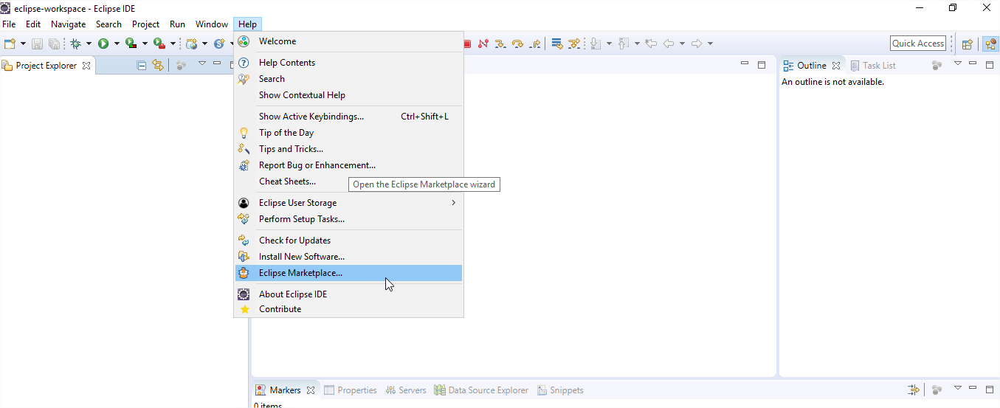 eclipse-workspace - Eclipse IDE
File Edit Navigate Search Project Run Window Help
Quick Access
Project Explorer
Welcome
Help Contents
Search
Show Contextual Help
Show Active Keybindings... Ctrl+Shift+L
Tip of the Day
Tips and Tricks...
Report Bug or Enhancement...
Cheat Sheets...
Open the Eclipse Marketplace wizard
Eclipse User Storage
Perform Setup Tasks...
Check for Updates
Install New Software...
Eclipse Marketplace...
About Eclipse IDE
Contribute
Outline Task List
An outline is not available.
Markers Properties Servers Data Source Explorer Snippets
0 items